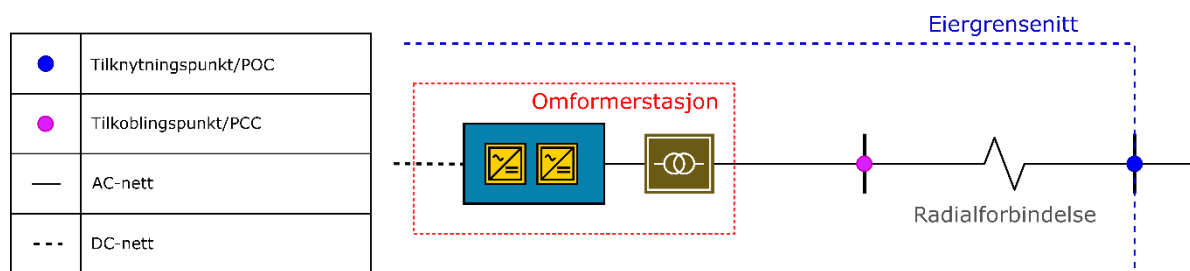 Tilknytningspunkt/POC
Tilkoblingspunkt/PCC
AC-nett
DC-nett
Eiergrensenitt
Omformerstasjon
Radialforbindelse